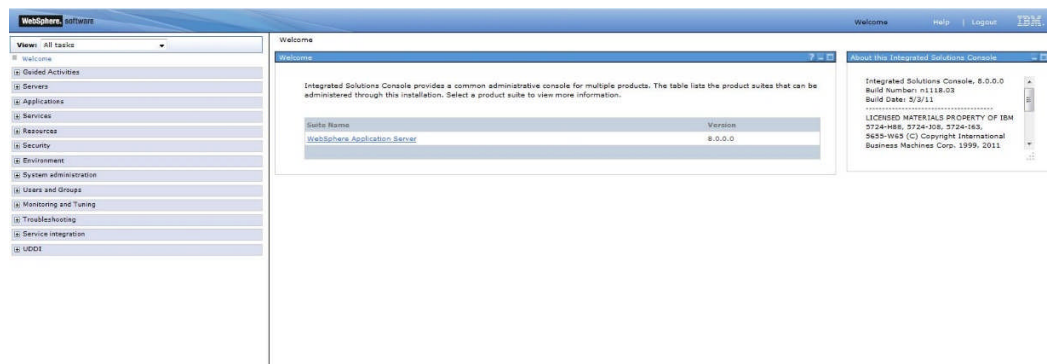 WebSphere. software
Welcome Help | Logout IBM.
View: All tasks
Welcome
Guided Activities
Servers
Applications
Services
Resources
Security
Environment
System administration
Users and Groups
Monitoring and Tuning
Troubleshooting
Service integration
UDDI
Welcome
Welcome
Integrated Solutions Console provides a common administrative console for multiple products. The table lists the product suites that can be
administered through this installation. Select a product suite to view more information.
Suite Name Version
WebSphere Application Server 8.0.0.0
About this Integrated Solutions Console
Integrated Solutions Console, 8.0.0.0
Build Number: n1118.03
Build Date: 5/3/11
----------------------------------------
LICENSED MATERIALS PROPERTY OF IBM
5724-H88, 5724-J08, 5724-I63,
5655-W65 (C) Copyright International
Business Machines Corp. 1999, 2011